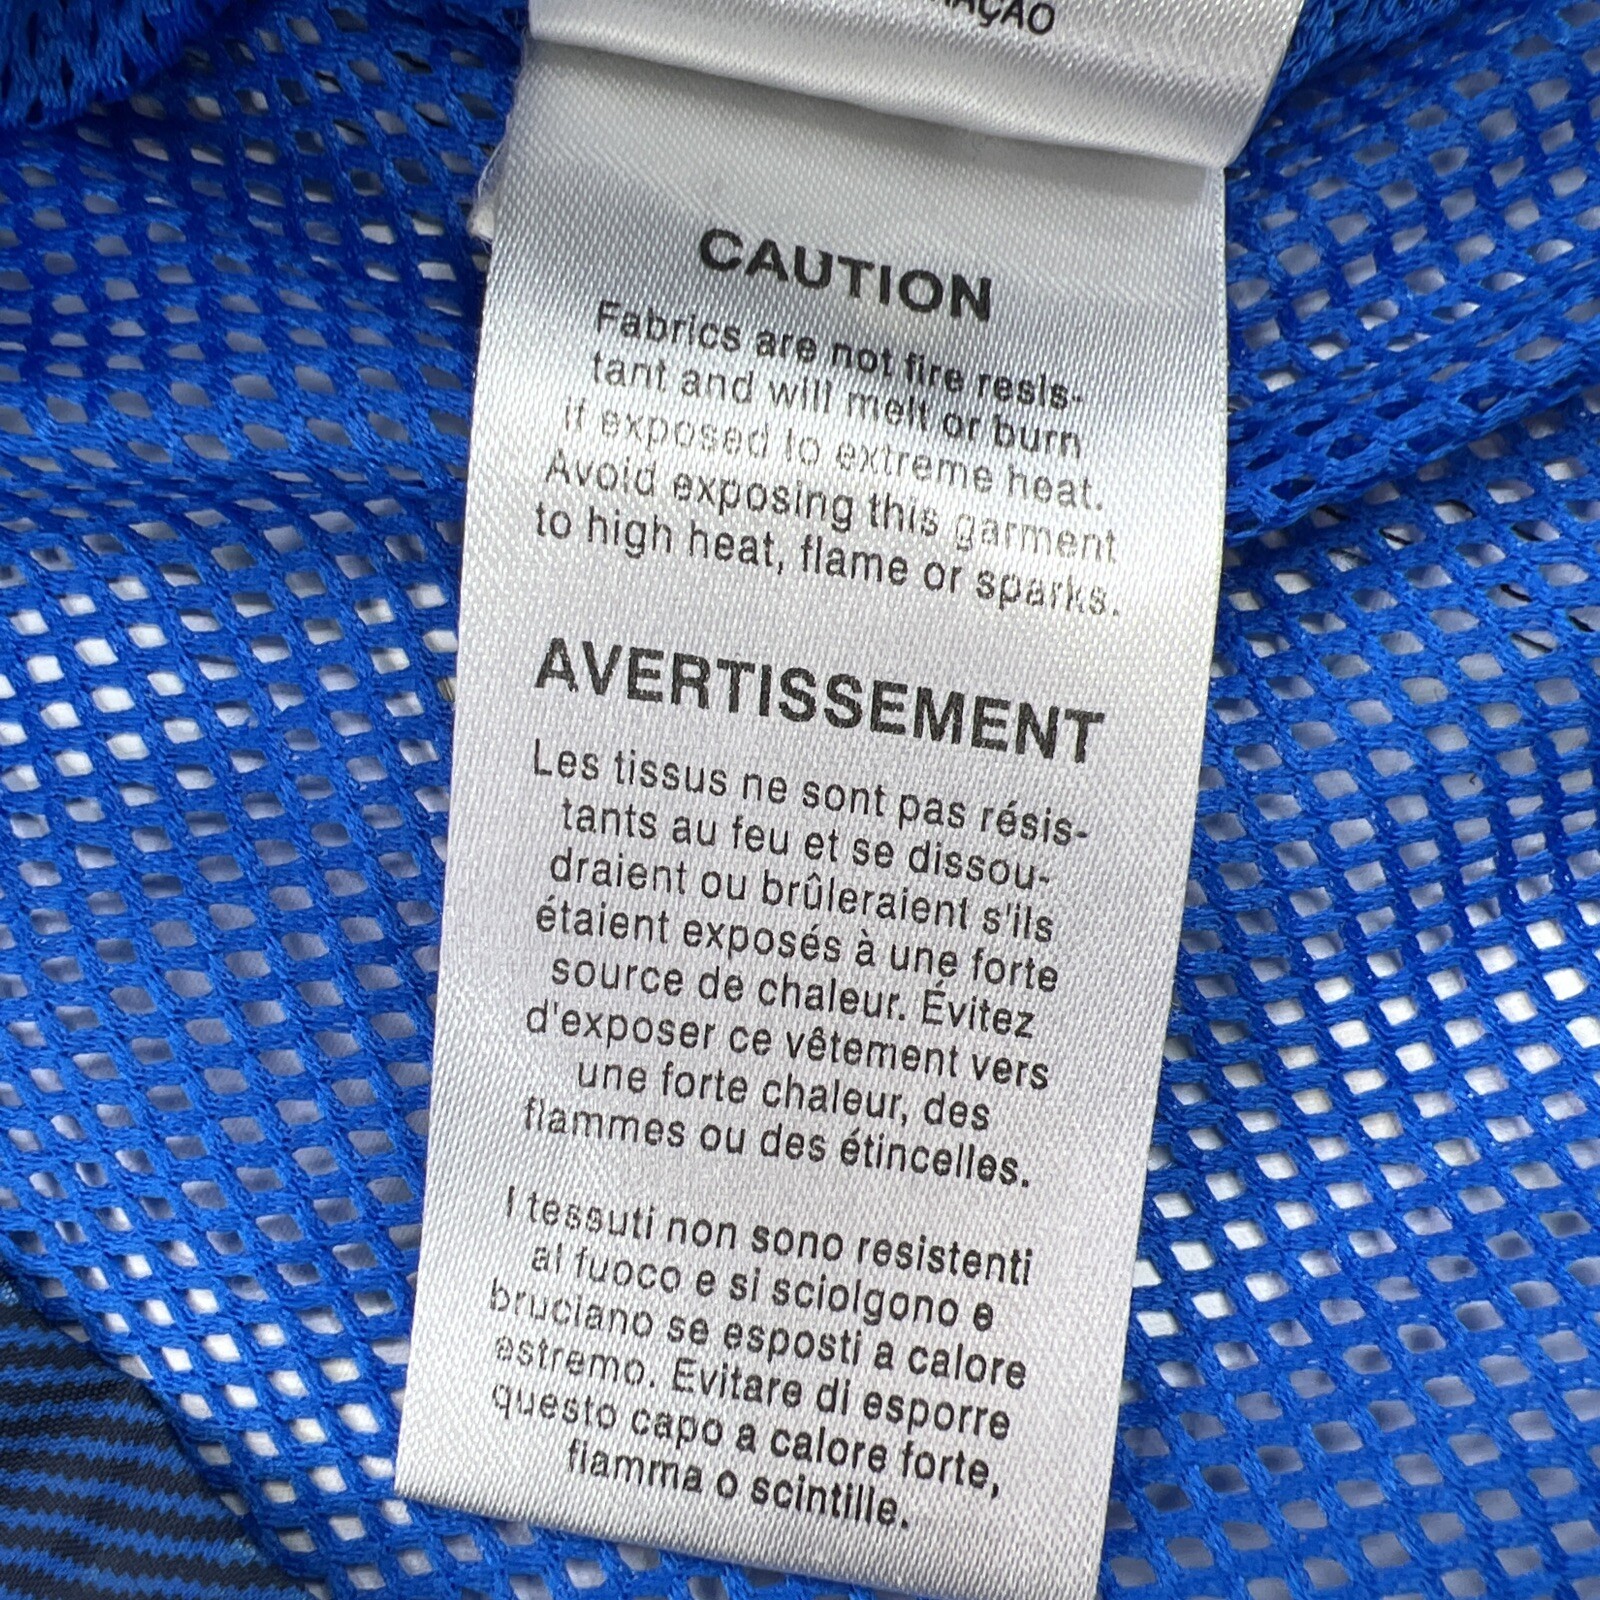 CAUTION
Fabrics are not fire resis-
tant and will melt or burn
if exposed to extreme heat.
Avoid exposing this garment
to high heat, flame or sparks.
AVERTISSEMENT
Les tissus ne sont pas résis-
tants au feu et se dissou-
draient ou brûleraient s'ils
étaient exposés à une forte
source de chaleur. Évitez
d'exposer ce vêtement vers
une forte chaleur, des
flammes ou des étincelles.
I tessuti non sono resistenti
al fuoco e si sciolgono e
bruciano se esposti a calore
estremo. Evitare di esporre
questo capo a calore forte,
fiamma o scintille.